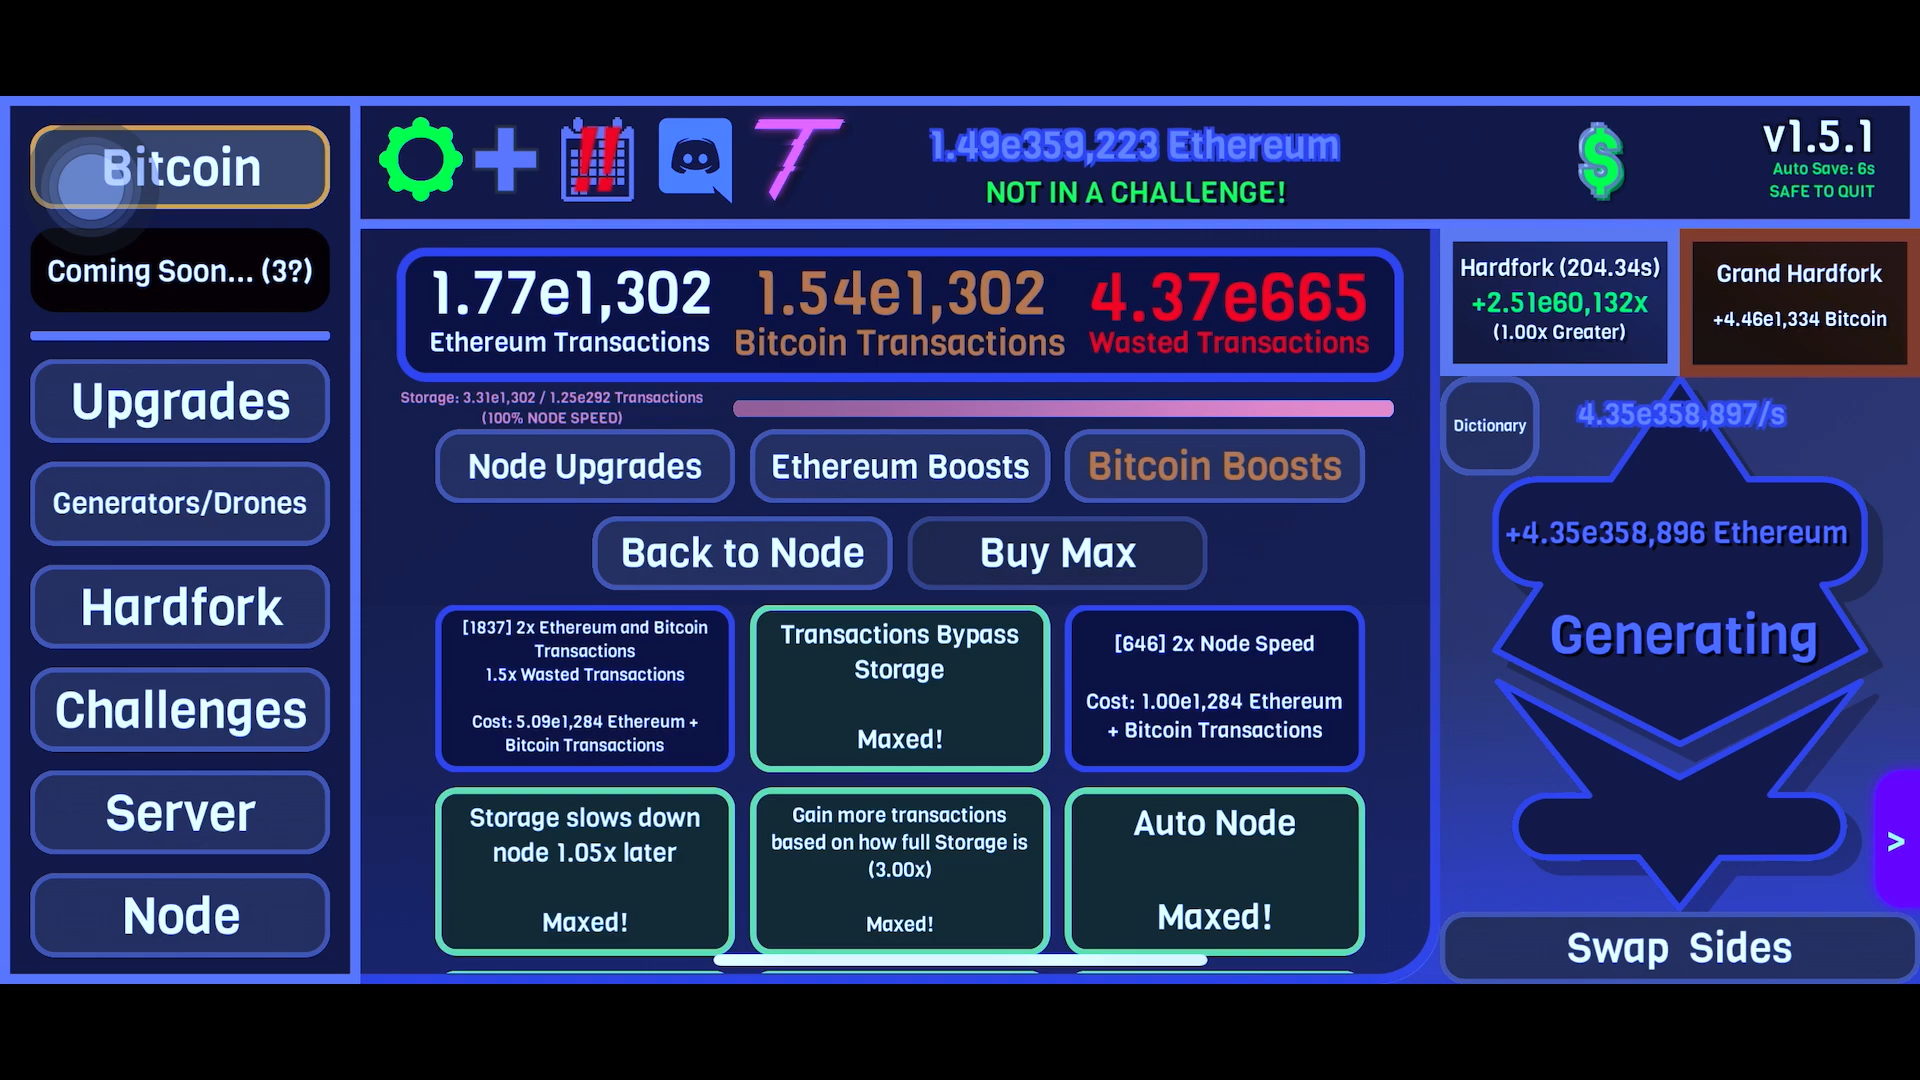 Bitcoin
Coming Soon... (3?)
Upgrades
Generators/Drones
Hardfork
Challenges
Server
Node
1.49e359,223 Ethereum
NOT IN A CHALLENGE!
$
v1.5.1
Auto Save: 6s
SAFE TO QUIT
1.77e1,302
Ethereum Transactions
1.54e1,302
Bitcoin Transactions
4.37e665
Wasted Transactions
Storage: 3.31e1,302 / 1.25e292 Transactions
(100% NODE SPEED)
Node Upgrades
Ethereum Boosts
Bitcoin Boosts
Back to Node
Buy Max
[1837] 2x Ethereum and Bitcoin
Transactions
1.5x Wasted Transactions
Cost: 5.09e1,284 Ethereum +
Bitcoin Transactions
Transactions Bypass
Storage
Maxed!
[646] 2x Node Speed
Cost: 1.00e1,284 Ethereum
+ Bitcoin Transactions
Storage slows down
node 1.05x later
Maxed!
Gain more transactions
based on how full Storage is
(3.00x)
Maxed!
Auto Node
Maxed!
Hardfork (204.34s)
+2.51e60,132x
(1.00x Greater)
Grand Hardfork
+4.46e1,334 Bitcoin
Dictionary
4.35e358,897/s
+4.35e358,896 Ethereum
Generating
>
Swap Sides